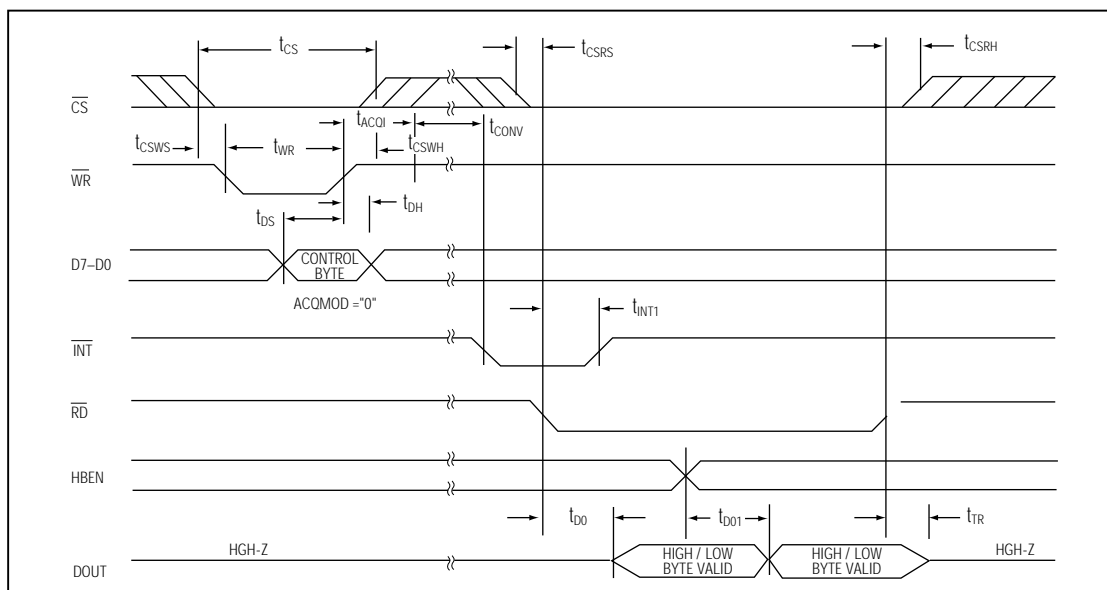 tCS
tCSRS
tCSRH
CS
tACQI
tCONV
tCSWS
tWR
tCSWH
WR
tDS
tDH
D7–D0
CONTROL
BYTE
ACQMOD ="0"
tINT1
INT
RD
HBEN
tD0
tD01
tTR
HGH-Z
HIGH / LOW
BYTE VALID
HIGH / LOW
BYTE VALID
HGH-Z
DOUT